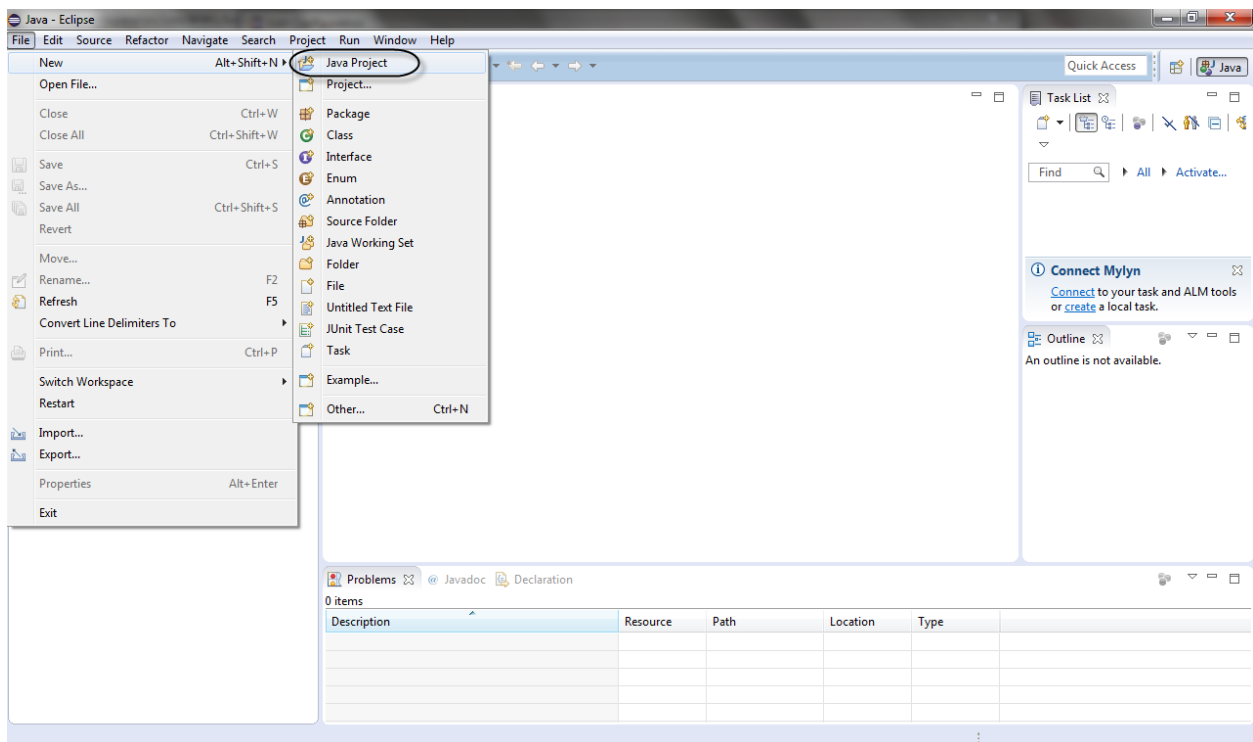 Java - Eclipse
File Edit Source Refactor Navigate Search Project Run Window Help
New Alt+Shift+N
Open File...
Close Ctrl+W
Close All Ctrl+Shift+W
Save Ctrl+S
Save As...
Save All Ctrl+Shift+S
Revert
Move...
Rename... F2
Refresh F5
Convert Line Delimiters To
Print... Ctrl+P
Switch Workspace
Restart
Import...
Export...
Properties Alt+Enter
Exit
Java Project
Project...
Package
Class
Interface
Enum
Annotation
Source Folder
Java Working Set
Folder
File
Untitled Text File
JUnit Test Case
Task
Example...
Other... Ctrl+N
Quick Access Java
Task List
Find All Activate...
Connect Mylyn
Connect to your task and ALM tools
or create a local task.
Outline
An outline is not available.
Problems @ Javadoc Declaration
0 items
Description Resource Path Location Type